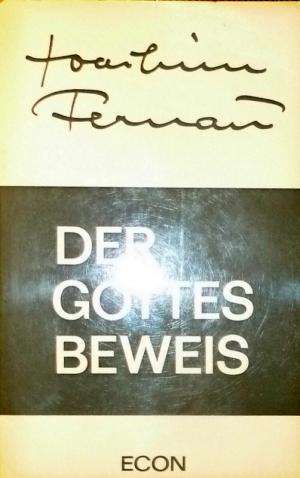 Joachim
Fernau
DER
GOTTES
BEWEIS
ECON